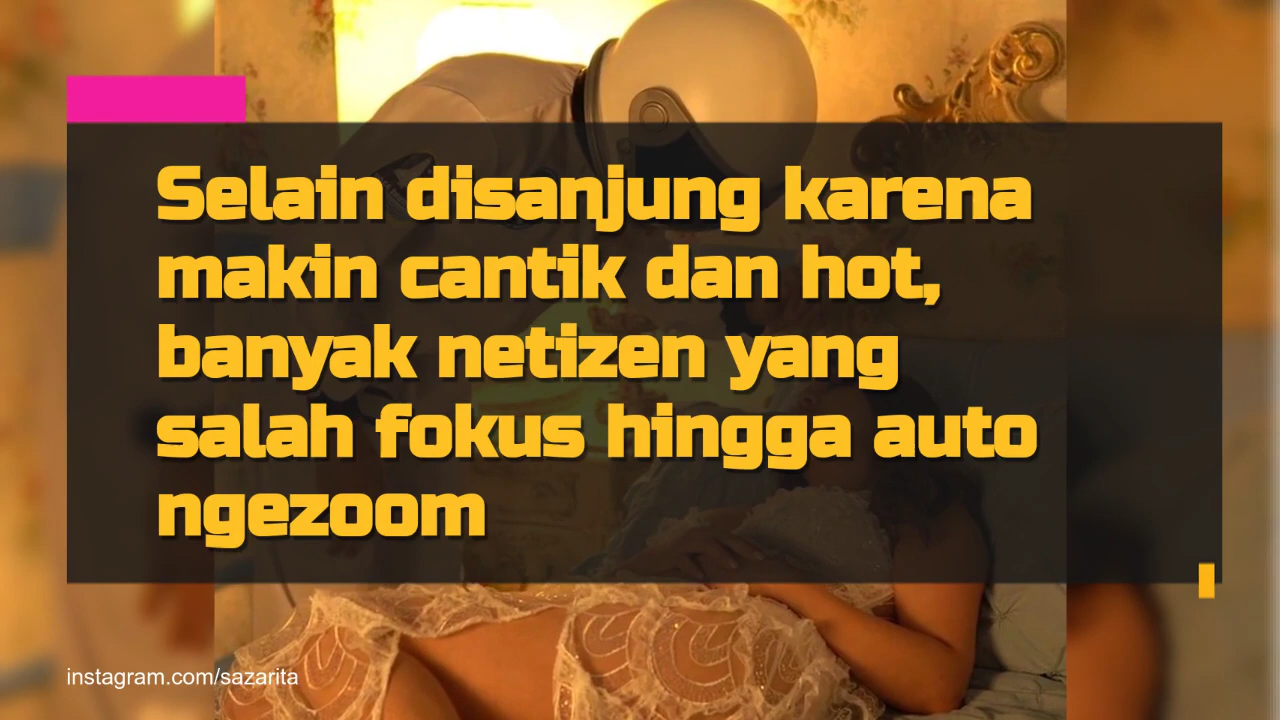 Selain disanjung karena
makin cantik dan hot,
banyak netizen yang
salah fokus hingga auto
ngezoom
instagram.com/sazarita